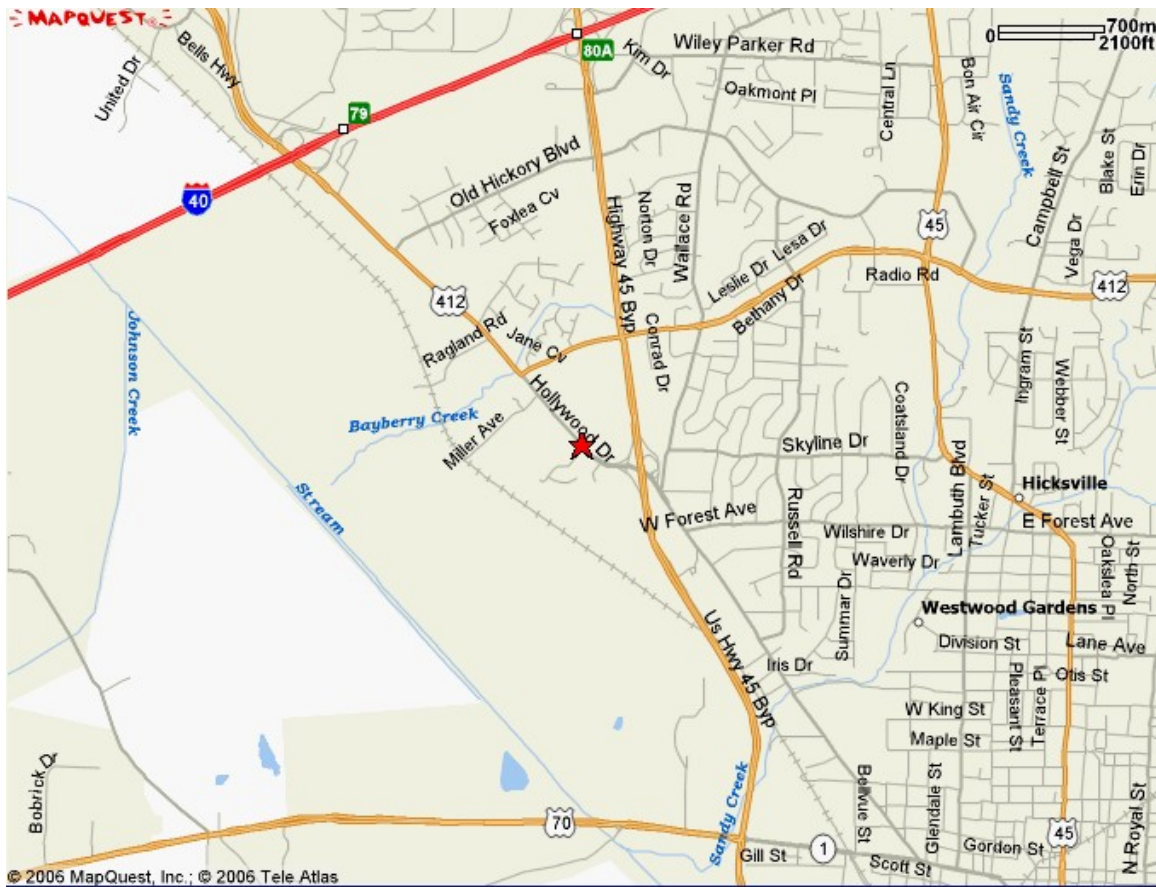 MAPQUEST
700m
0
2100ft
80A
Kim Dr
Wiley Parker Rd
Bells Hwy
United Dr
79
Oakmont Pl
Central Ln
Bon Air Cir
Sandy Creek
Campbell St
Blake St
Erin Dr
40
Old Hickory Blvd
Foxlea Cv
Highway 45 Byp
Norton Dr
Wallace Rd
Leslie Dr
Lesa Dr
45
Vega Dr
Radio Rd
412
412
Bethany Dr
Johnson Creek
Ragland Rd
Jane Cv
Conrad Dr
Ingram St
Webber St
Hollywood Dr
Bayberry Creek
Miller Ave
Coatsland Dr
Skyline Dr
Lambuth Blvd
Tucker St
Hicksville
Stream
W Forest Ave
Russell Rd
Wilshire Dr
E Forest Ave
Waverly Dr
Oakslea Pl
North St
Summar Dr
Westwood Gardens
Us Hwy 45 Byp
Division St
Lane Ave
Iris Dr
Pleasant St
Terrace Pl
Otis St
W King St
Maple St
Bobrick Dr
Sandy Creek
Bellvue St
Glendale St
N Royal St
70
1
45
Gill St
Scott St
Gordon St
© 2006 MapQuest, Inc.; © 2006 Tele Atlas